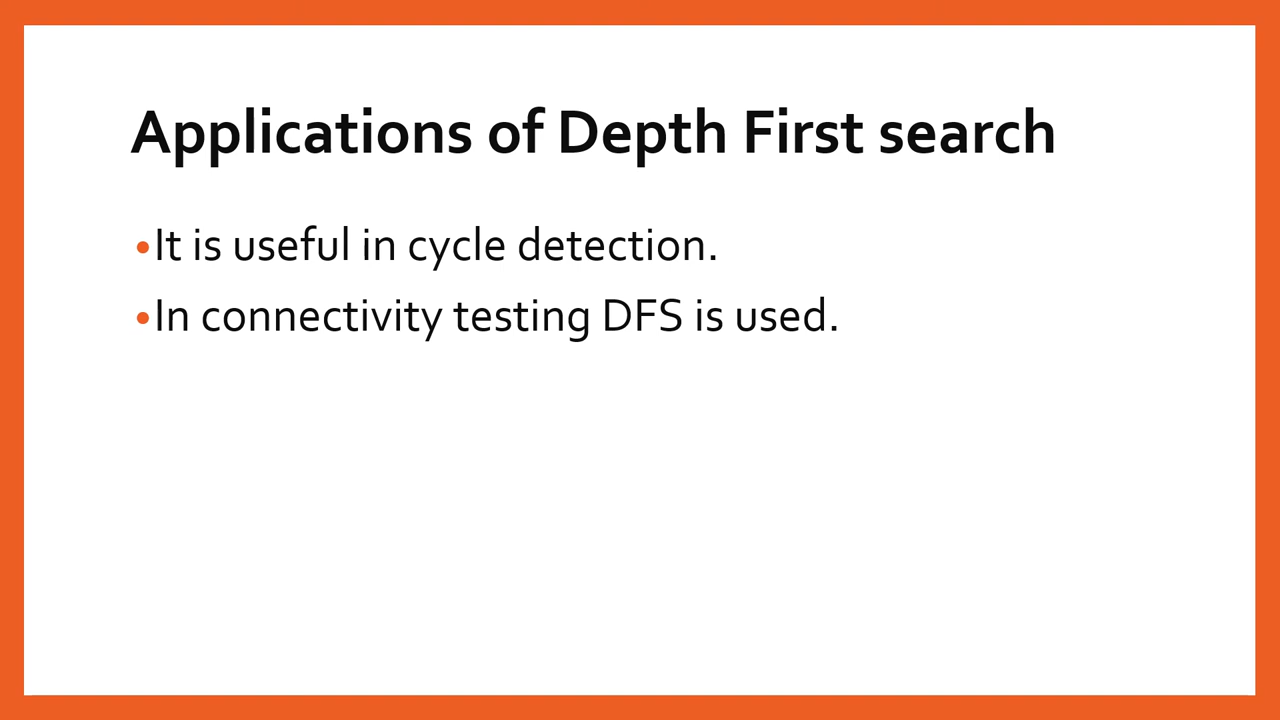 Applications of Depth First search
•It is useful in cycle detection.
•In connectivity testing DFS is used.